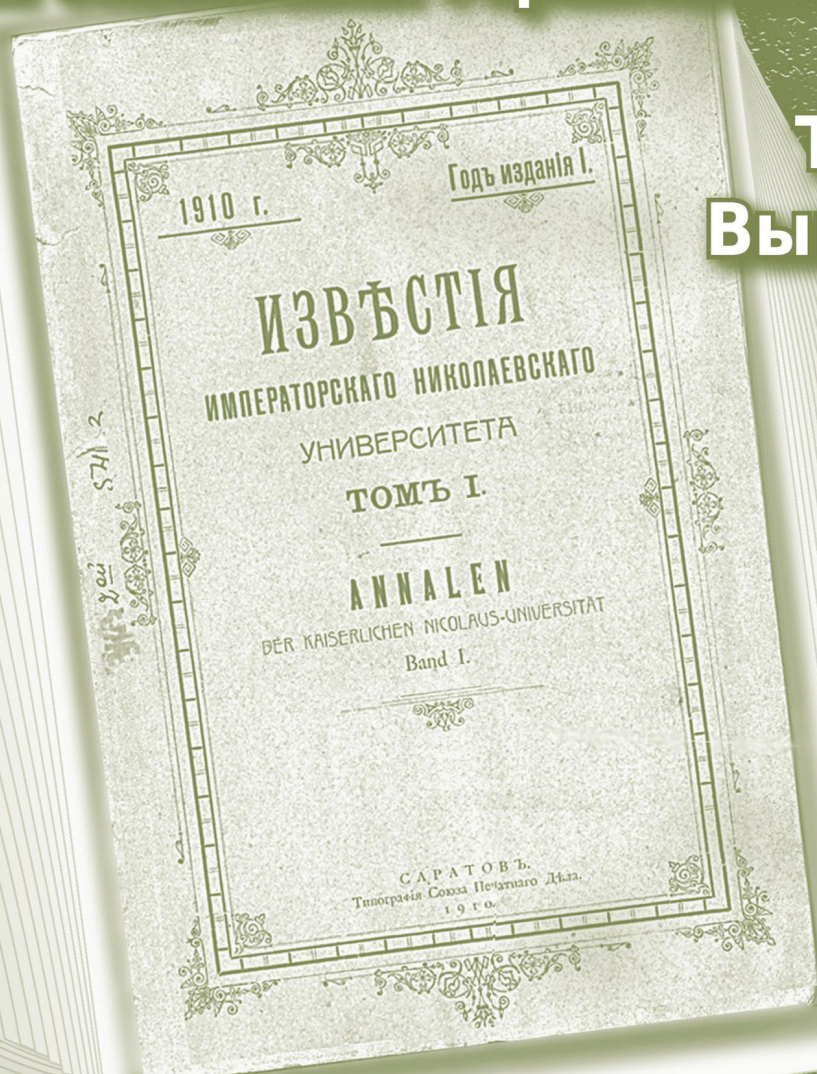 Т
Вы
1910 г.
Годъ изданія I.
ИЗВѢСТІЯ
ИМПЕРАТОРСКАГО НИКОЛАЕВСКАГО
УНИВЕРСИТЕТА
ТОМЪ I.
ANNALEN
DER KAISERLICHEN NICOLAUS-UNIVERSITÄT
Band I.
САРАТОВЪ.
Типографія Союза Печатнаго Дѣла.
1910.